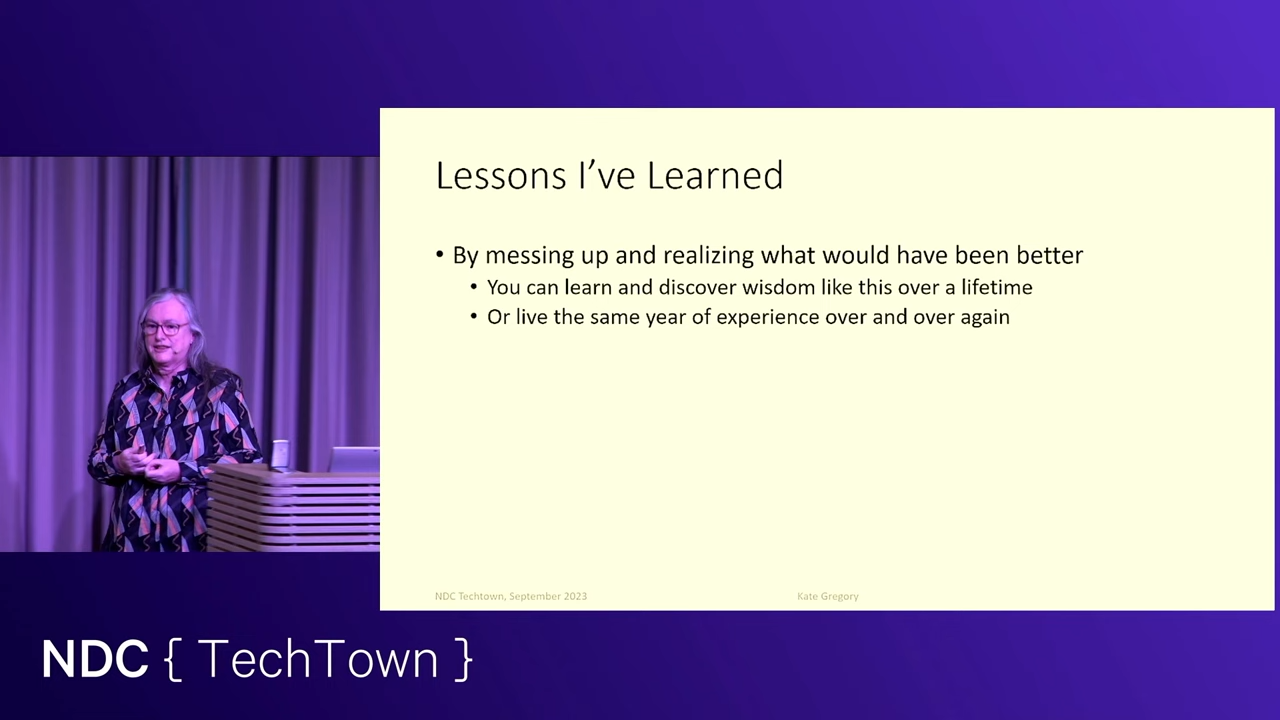 Lessons I've Learned
• By messing up and realizing what would have been better
• You can learn and discover wisdom like this over a lifetime
• Or live the same year of experience over and over again
NDC Techtown, September 2023
Kate Gregory
NDC { TechTown }